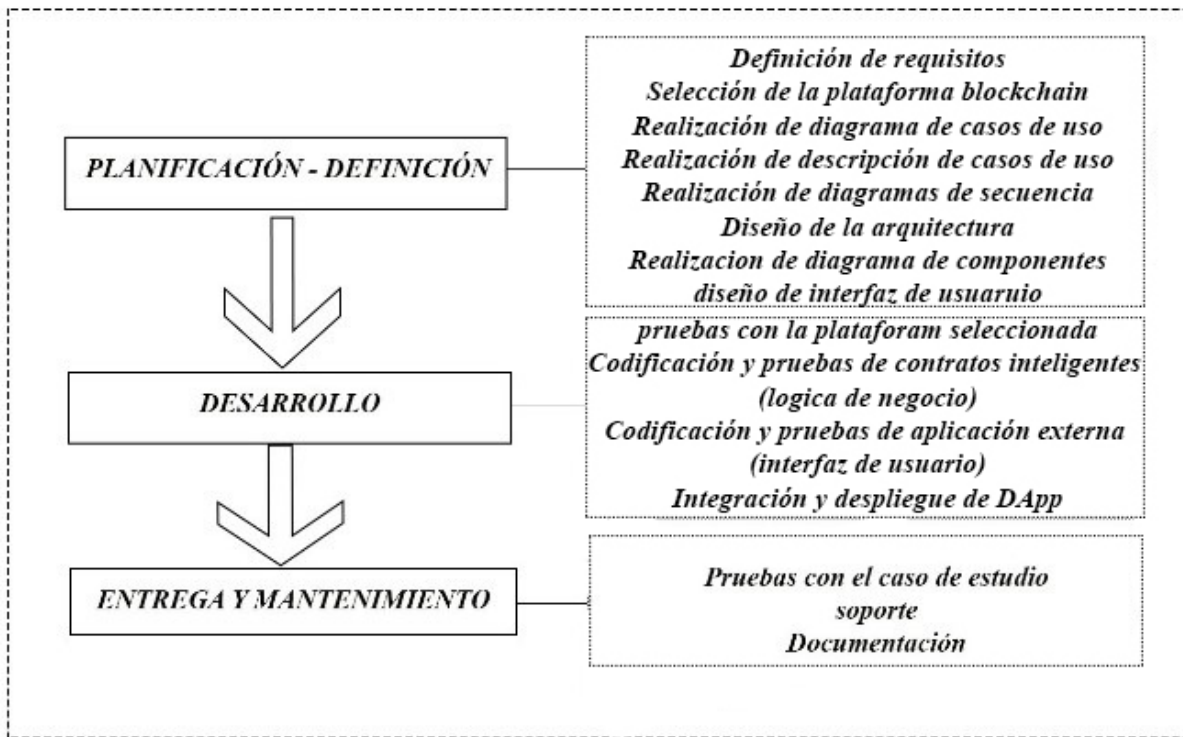 PLANIFICACIÓN - DEFINICIÓN
Definición de requisitos
Selección de la plataforma blockchain
Realización de diagrama de casos de uso
Realización de descripción de casos de uso
Realización de diagramas de secuencia
Diseño de la arquitectura
Realizacion de diagrama de componentes
diseño de interfaz de usuaruio
DESARROLLO
pruebas con la plataforam seleccionada
Codificación y pruebas de contratos inteligentes
(logica de negocio)
Codificación y pruebas de aplicación externa
(interfaz de usuario)
Integración y despliegue de DApp
ENTREGA Y MANTENIMIENTO
Pruebas con el caso de estudio
soporte
Documentación